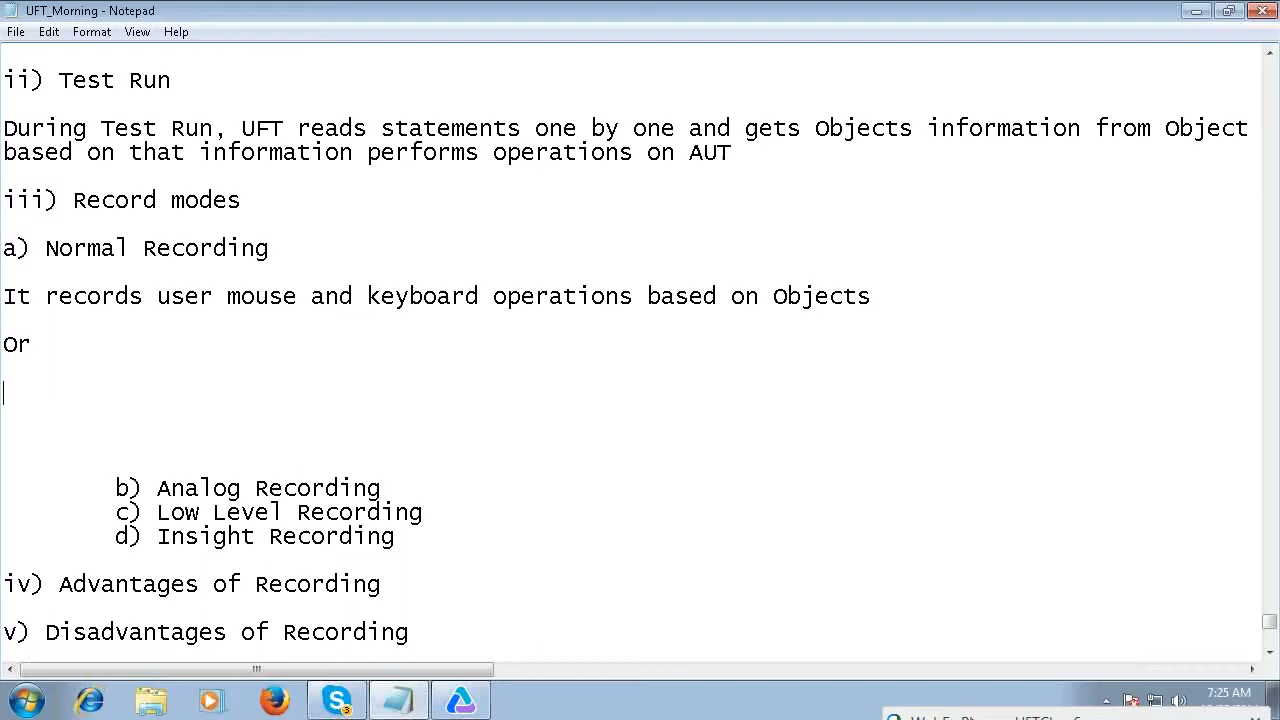 UFT_Morning - Notepad
File Edit Format View Help
ii) Test Run
During Test Run, UFT reads statements one by one and gets Objects information from Object
based on that information performs operations on AUT
iii) Record modes
a) Normal Recording
It records user mouse and keyboard operations based on Objects
Or
b) Analog Recording
c) Low Level Recording
d) Insight Recording
iv) Advantages of Recording
v) Disadvantages of Recording
7:25 AM